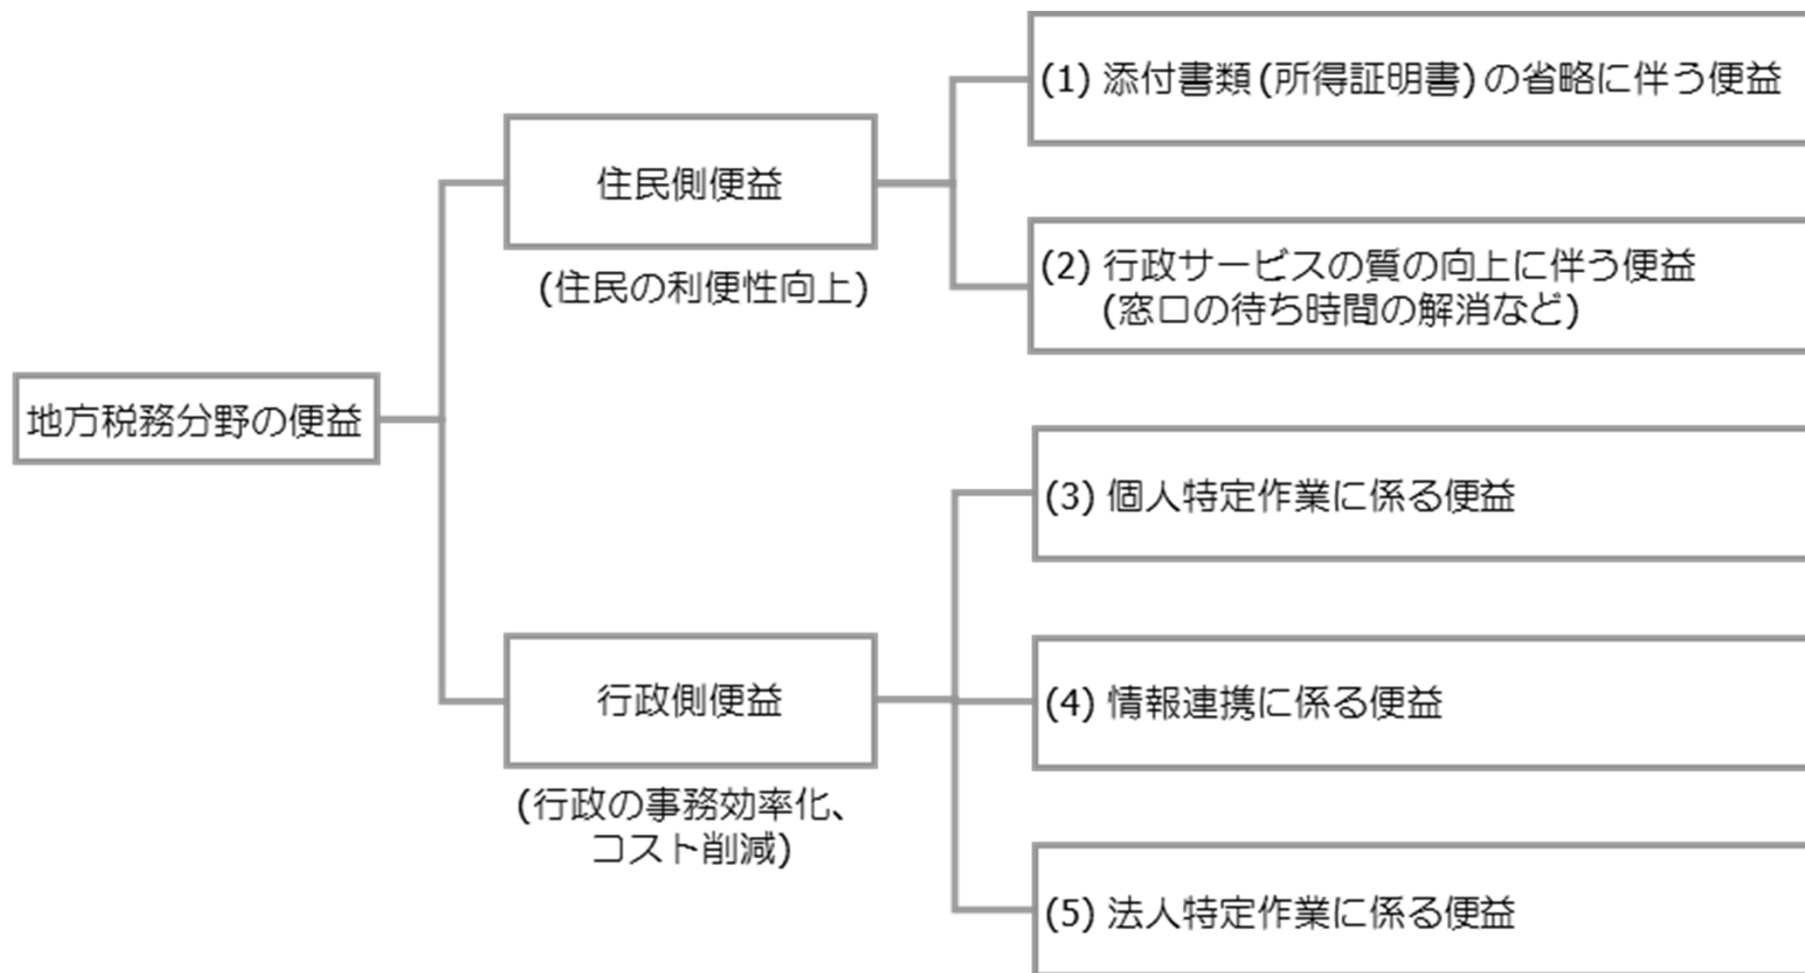 地方税務分野の便益
住民側便益
(住民の利便性向上)
(1) 添付書類(所得証明書)の省略に伴う便益
(2) 行政サービスの質の向上に伴う便益
(窓口の待ち時間の解消など)
行政側便益
(行政の事務効率化、
コスト削減)
(3) 個人特定作業に係る便益
(4) 情報連携に係る便益
(5) 法人特定作業に係る便益